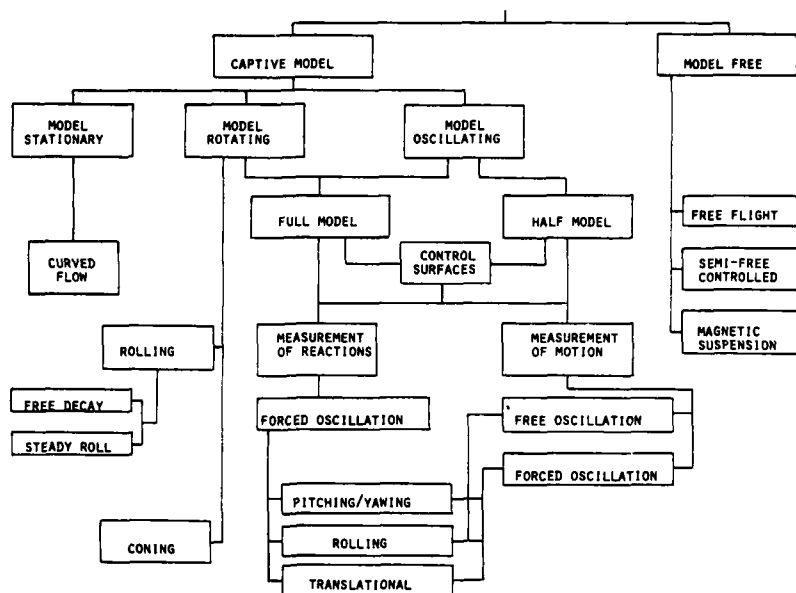 CAPTIVE MODEL
MODEL FREE
MODEL
STATIONARY
MODEL
ROTATING
MODEL
OSCILLATING
FULL MODEL
HALF MODEL
FREE FLIGHT
CURVED
FLOW
CONTROL
SURFACES
SEMI-FREE
CONTROLLED
ROLLING
MEASUREMENT
OF REACTIONS
MEASUREMENT
OF MOTION
MAGNETIC
SUSPENSION
FREE DECAY
STEADY ROLL
FORCED OSCILLATION
FREE OSCILLATION
FORCED OSCILLATION
PITCHING/YAWING
CONING
ROLLING
TRANSLATIONAL